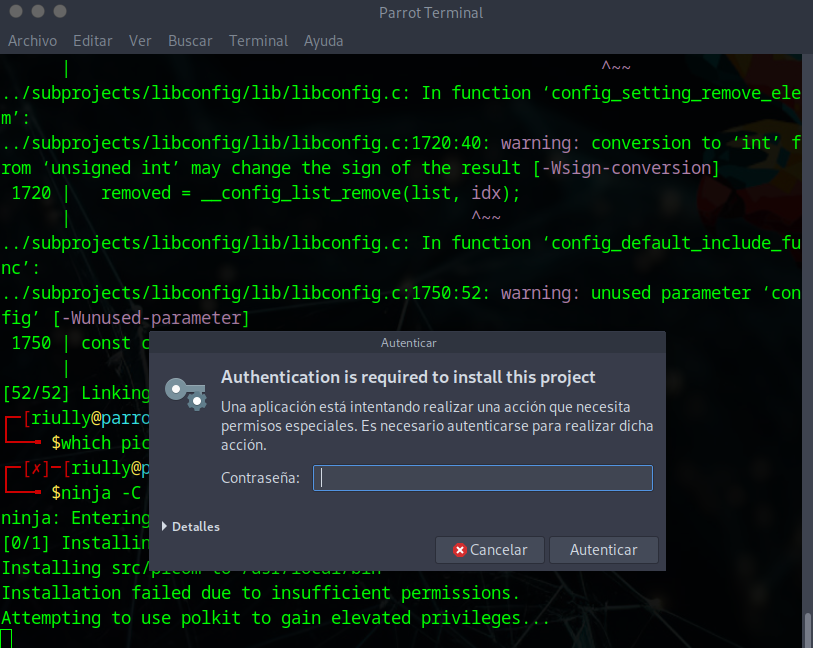 Parrot Terminal
Archivo Editar Ver Buscar Terminal Ayuda
| ^~~
../subprojects/libconfig/lib/libconfig.c: In function ‘config_setting_remove_ele
m’:
../subprojects/libconfig/lib/libconfig.c:1720:40: warning: conversion to ‘int’ f
rom ‘unsigned int’ may change the sign of the result [-Wsign-conversion]
1720 | removed = __config_list_remove(list, idx);
| ^~~
../subprojects/libconfig/lib/libconfig.c: In function ‘config_default_include_fu
nc’:
../subprojects/libconfig/lib/libconfig.c:1750:52: warning: unused parameter ‘con
fig’ [-Wunused-parameter]
1750 | const c
|
[52/52] Linking
[riully@parro
$which pic
[✗]-[riully@p
$ninja -C
ninja: Entering
[0/1] Installin
Installing src/picom to /usr/local/bin
Installation failed due to insufficient permissions.
Attempting to use polkit to gain elevated privileges...
Autenticar
Authentication is required to install this project
Una aplicación está intentando realizar una acción que necesita
permisos especiales. Es necesario autenticarse para realizar dicha
acción.
Contraseña:
Detalles
Cancelar Autenticar